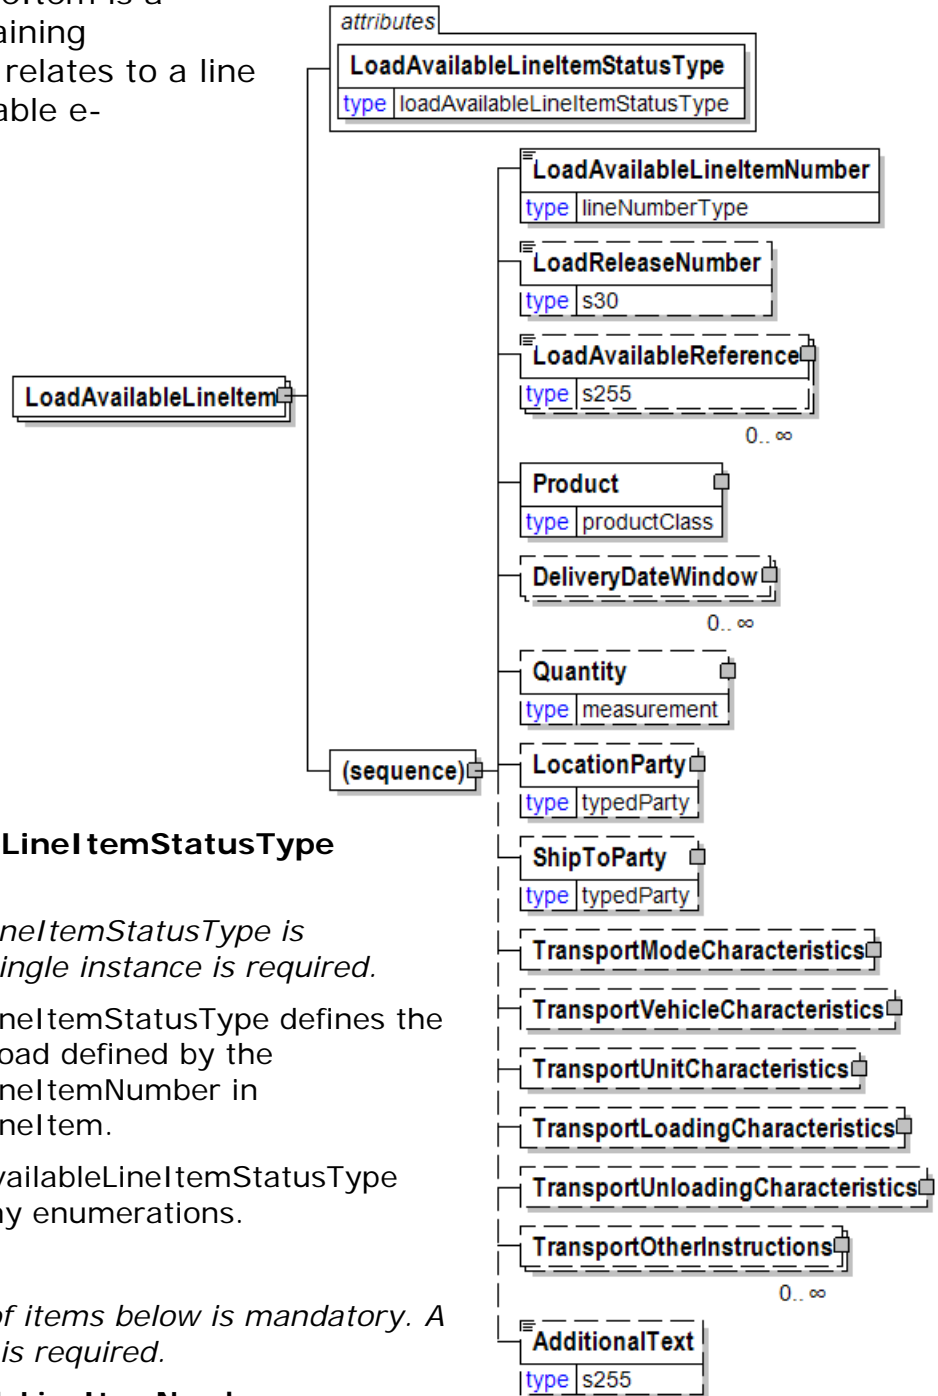 aining
relates to a line
able e-
attributes
LoadAvailableLineItemStatusType
type loadAvailableLineItemStatusType
LoadAvailableLineItemNumber
type lineNumberType
LoadReleaseNumber
type s30
LoadAvailableReference
type s255
0.. ∞
LoadAvailableLineItem
Product
type productClass
DeliveryDateWindow
0.. ∞
Quantity
type measurement
(sequence)
LocationParty
type typedParty
ShipToParty
type typedParty
TransportModeCharacteristics
TransportVehicleCharacteristics
TransportUnitCharacteristics
TransportLoadingCharacteristics
TransportUnloadingCharacteristics
TransportOtherInstructions
0.. ∞
AdditionalText
type s255
LineItemStatusType
neItemStatusType is
ingle instance is required.
neItemStatusType defines the
oad defined by the
neItemNumber in
neItem.
vailableLineItemStatusType
ny enumerations.
of items below is mandatory. A
is required.